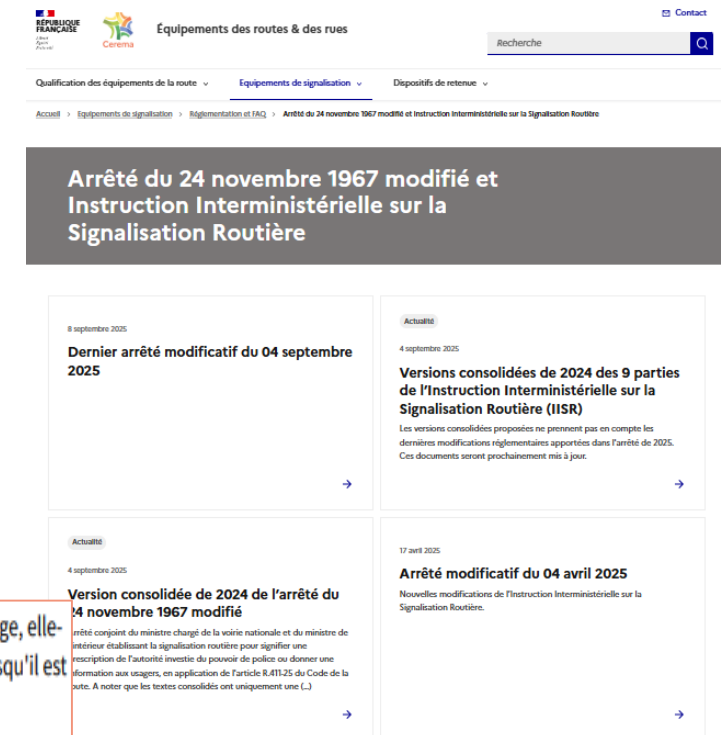 Contact
RÉPUBLIQUE
FRANÇAISE
Liberté
Égalité
Fraternité
Cerema
Équipements des routes & des rues
Recherche
Qualification des équipements de la route
Equipements de signalisation
Dispositifs de retenue
Accueil > Equipements de signalisation > Réglementation et FAQ > Arrêté du 24 novembre 1967 modifié et Instruction Interministérielle sur la Signalisation Routière
Arrêté du 24 novembre 1967 modifié et
Instruction Interministérielle sur la
Signalisation Routière
8 septembre 2025
Dernier arrêté modificatif du 04 septembre
2025
Actualité
4 septembre 2025
Versions consolidées de 2024 des 9 parties
de l'Instruction Interministérielle sur la
Signalisation Routière (IISR)
Les versions consolidées proposées ne prennent pas en compte les
dernières modifications réglementaires apportées dans l'arrêté de 2025.
Ces documents seront prochainement mis à jour.
Actualité
4 septembre 2025
Version consolidée de 2024 de l'arrêté du
24 novembre 1967 modifié
rrêté conjoint du ministre chargé de la voirie nationale et du ministre de
intérieur établissant la signalisation routière pour signifier une
rescription de l'autorité investie du pouvoir de police ou donner une
formation aux usagers, en application de l'article R.411-25 du Code de la
oute. A noter que les textes consolidés ont uniquement une (...)
ge, elle-
squ'il est
17 avril 2025
Arrêté modificatif du 04 avril 2025
Nouvelles modifications de l'Instruction Interministérielle sur la
Signalisation Routière.